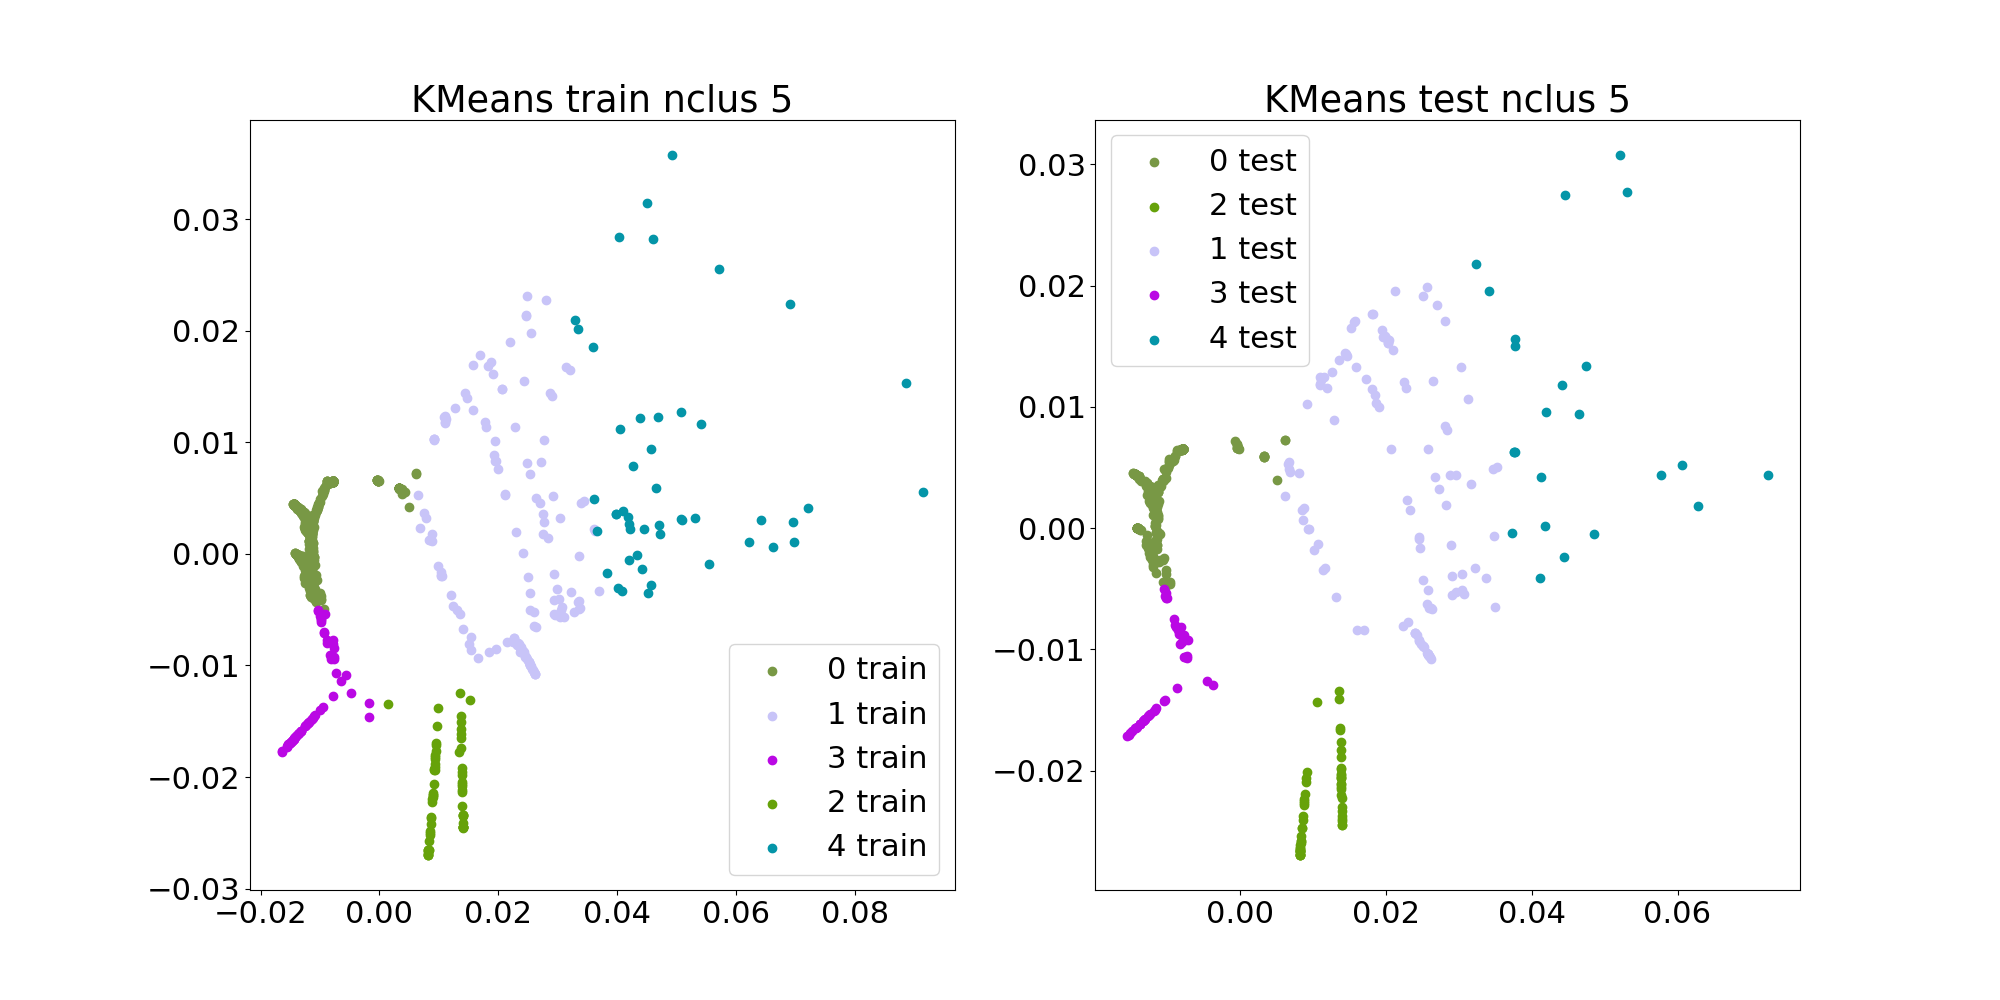 KMeans train nclus 5
0.03
0.02
0.01
0.00
−0.01
−0.02
−0.03
−0.02 0.00 0.02 0.04 0.06 0.08
0 train
1 train
3 train
2 train
4 train
KMeans test nclus 5
0.03
0.02
0.01
0.00
−0.01
−0.02
0.00 0.02 0.04 0.06
0 test
2 test
1 test
3 test
4 test